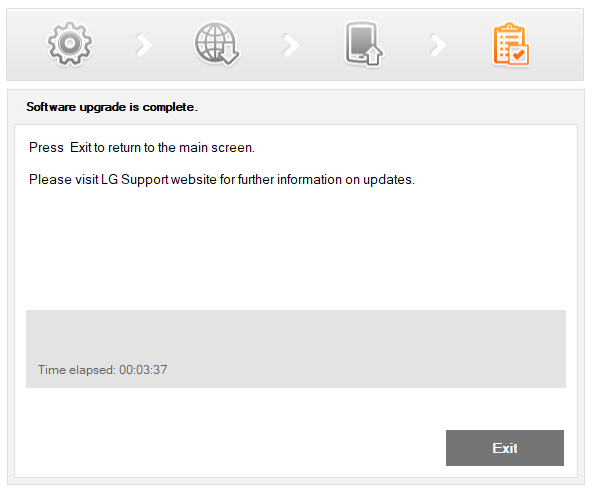 Software upgrade is complete.
Press Exit to return to the main screen.
Please visit LG Support website for further information on updates.
Time elapsed: 00:03:37
Exit